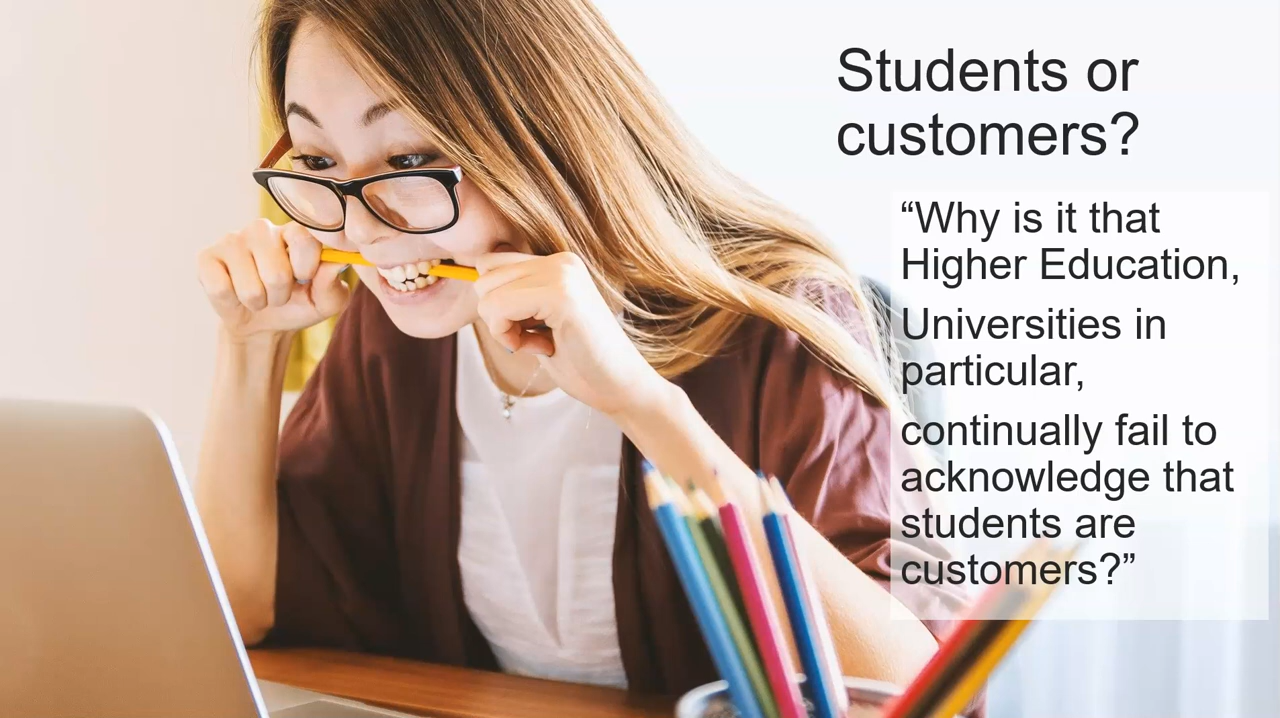 Students or
customers?
“Why is it that
Higher Education,
Universities in
particular,
continually fail to
acknowledge that
students are
customers?”